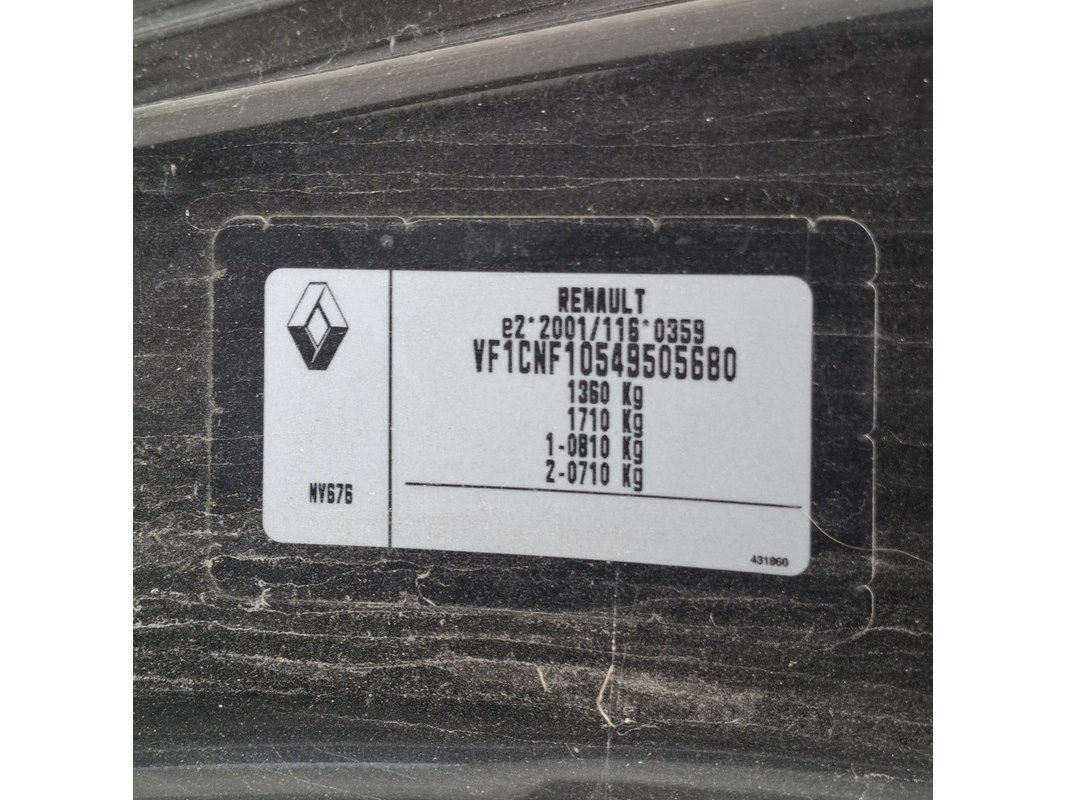 RENAULT
e2*2001/116*0359
VF1CNF10549505680
1360 Kg
1710 Kg
1-0810 Kg
2-0710 Kg
NV676
431860